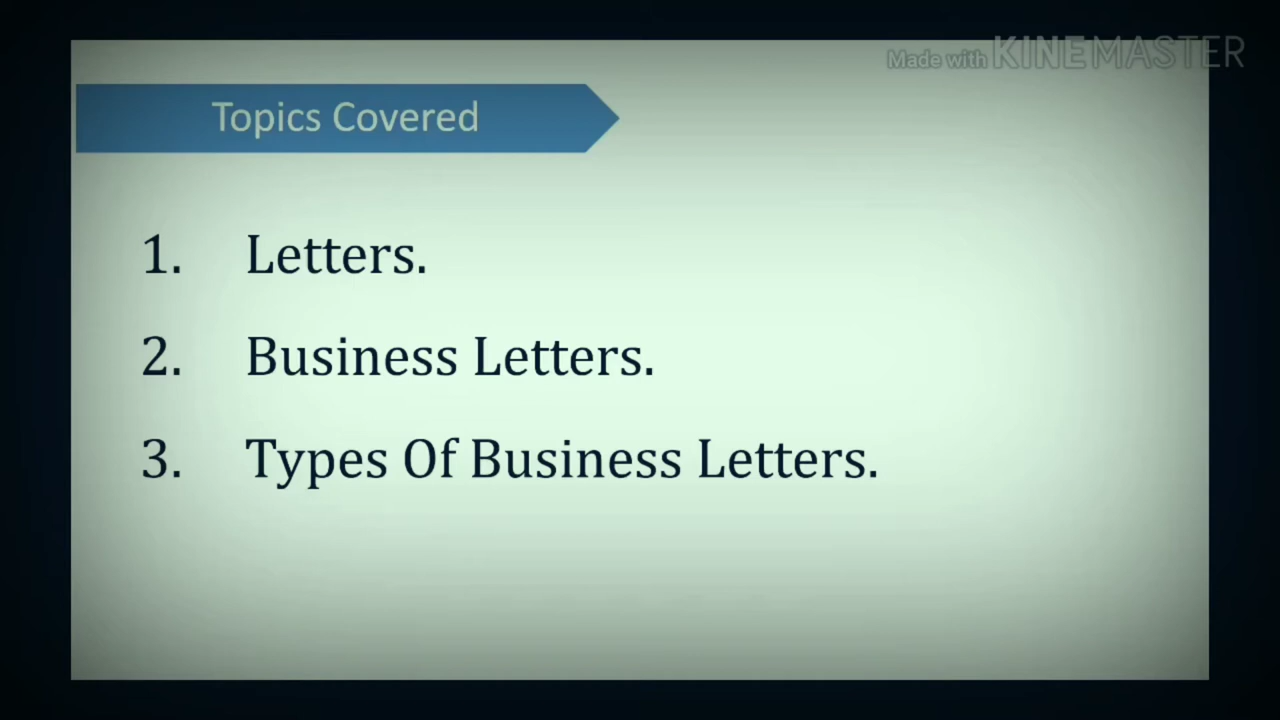 Made with KINEMASTER
Topics Covered
1. Letters.
2. Business Letters.
3. Types Of Business Letters.